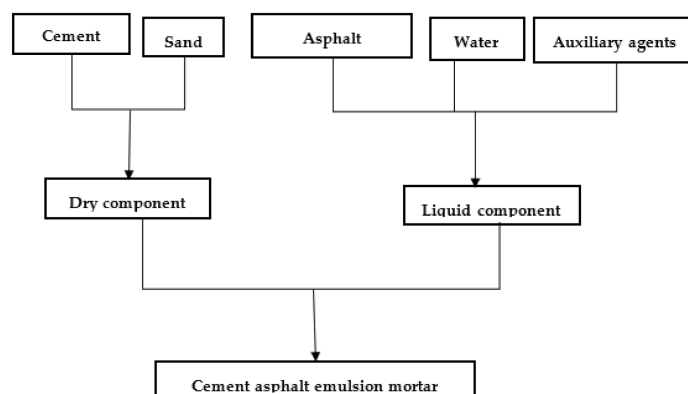 Cement
Sand
Asphalt
Water
Auxiliary agents
Dry component
Liquid component
Cement asphalt emulsion mortar